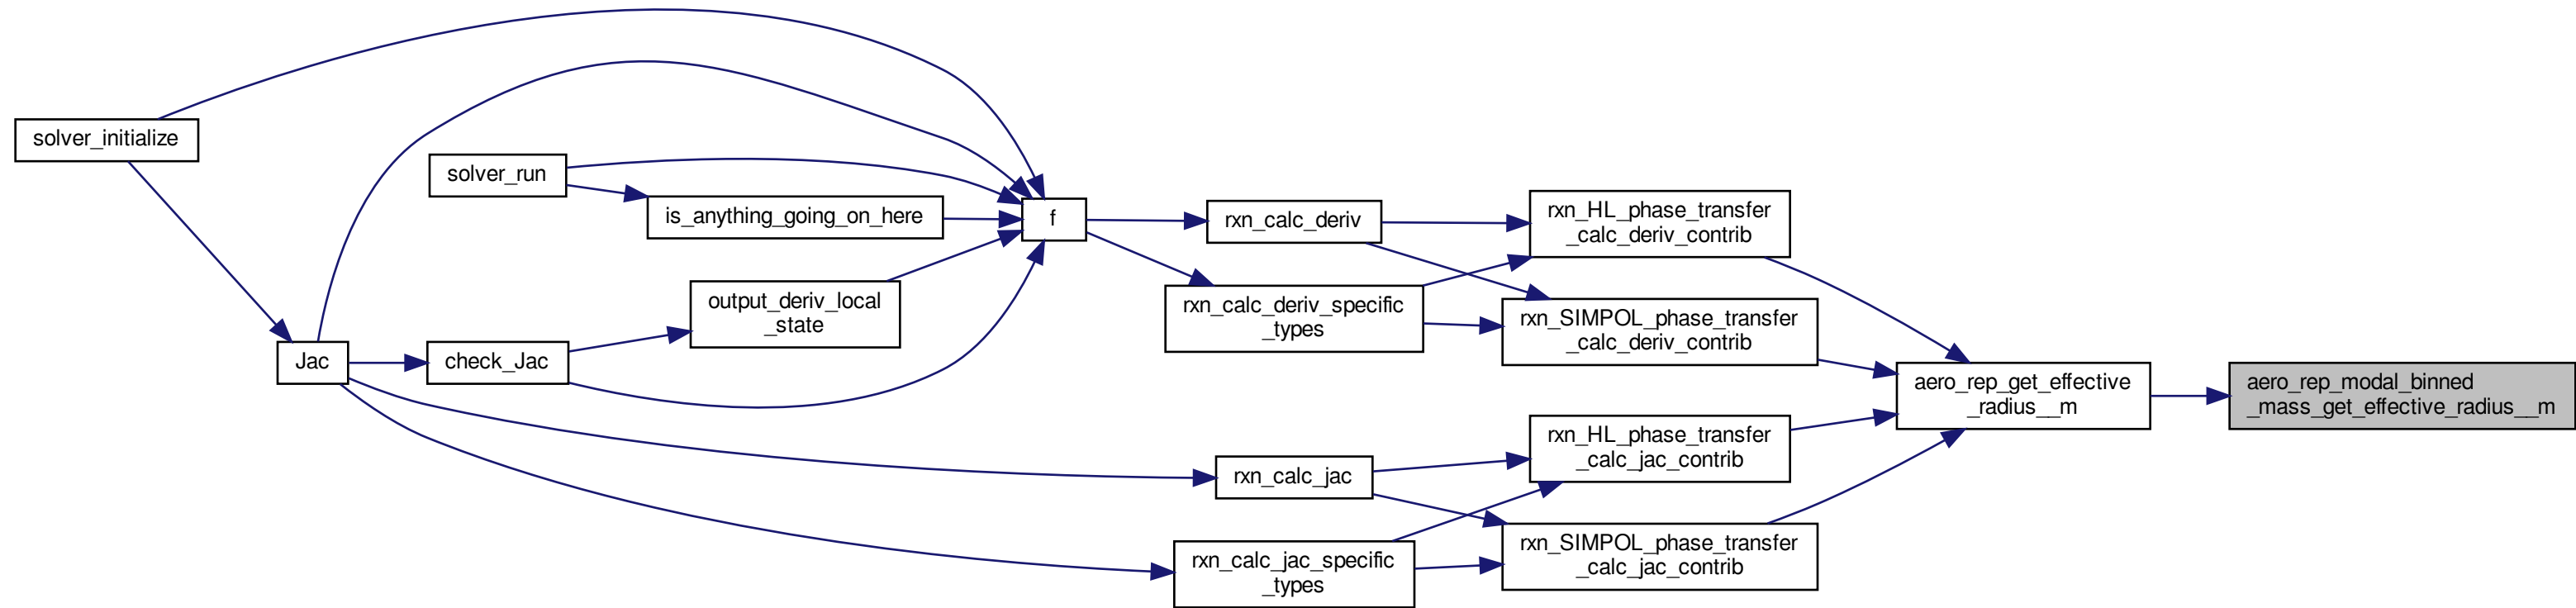 solver_initialize
solver_run
is_anything_going_on_here
f
rxn_calc_deriv
rxn_HL_phase_transfer
_calc_deriv_contrib
output_deriv_local
_state
rxn_calc_deriv_specific
_types
rxn_SIMPOL_phase_transfer
_calc_deriv_contrib
Jac
check_Jac
aero_rep_get_effective
_radius__m
aero_rep_modal_binned
_mass_get_effective_radius__m
rxn_calc_jac
rxn_HL_phase_transfer
_calc_jac_contrib
rxn_calc_jac_specific
_types
rxn_SIMPOL_phase_transfer
_calc_jac_contrib